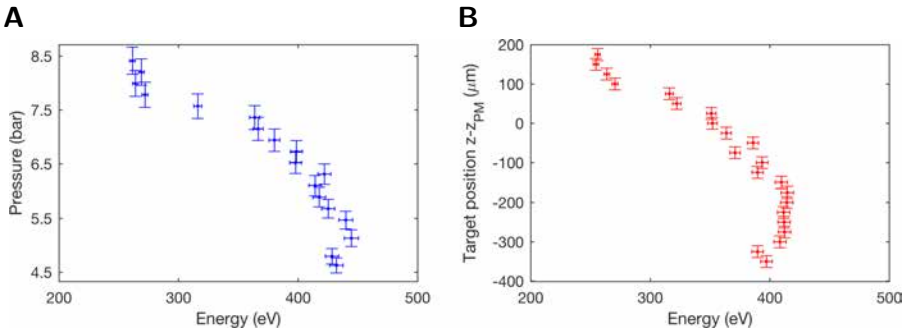 A
8.5
7.5
6.5
5.5
4.5
Pressure (bar)
200 300 400 500
Energy (eV)
B
200
100
0
-100
-200
-300
-400
Target position z-zPM (μm)
200 300 400 500
Energy (eV)